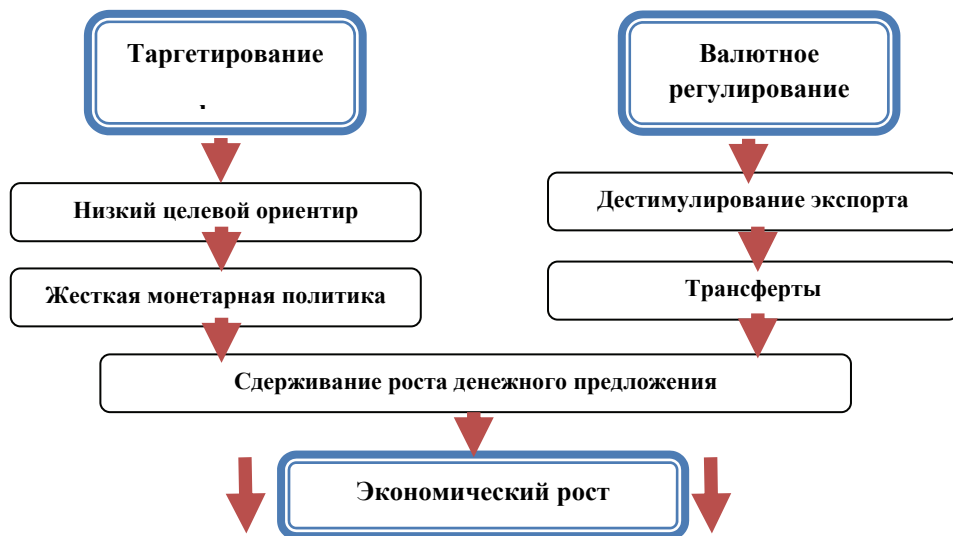 Таргетирование
.
Валютное
регулирование
Низкий целевой ориентир
Дестимулирование экспорта
Жесткая монетарная политика
Трансферты
Сдерживание роста денежного предложения
Экономический рост